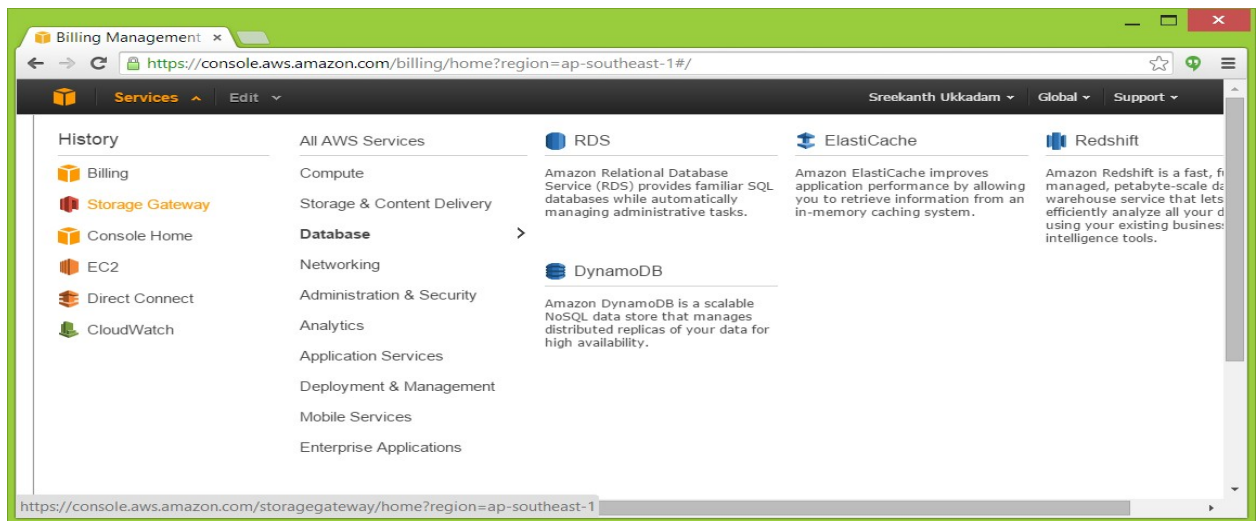 Billing Management
https://console.aws.amazon.com/billing/home?region=ap-southeast-1#/
Services Edit Sreekanth Ukkadam Global Support
History
Billing
Storage Gateway
Console Home
EC2
Direct Connect
CloudWatch
All AWS Services
Compute
Storage & Content Delivery
Database
Networking
Administration & Security
Analytics
Application Services
Deployment & Management
Mobile Services
Enterprise Applications
RDS
Amazon Relational Database
Service (RDS) provides familiar SQL
databases while automatically
managing administrative tasks.
DynamoDB
Amazon DynamoDB is a scalable
NoSQL data store that manages
distributed replicas of your data for
high availability.
ElastiCache
Amazon ElastiCache improves
application performance by allowing
you to retrieve information from an
in-memory caching system.
Redshift
Amazon Redshift is a fast,
managed, petabyte-scale
warehouse service that lets
efficiently analyze all your
using your existing
intelligence tools.
https://console.aws.amazon.com/storagegateway/home?region=ap-southeast-1